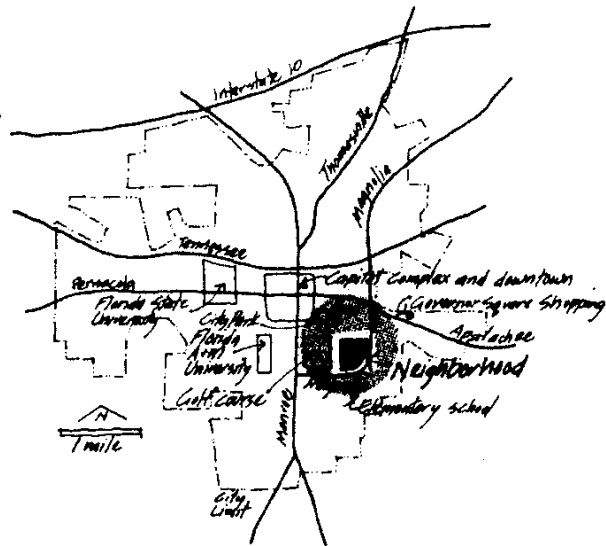 Interstate 10
Thomasville
Magnolia
Tennessee
Pensacola
Capitol Complex and downtown
Governor Square Shopping
Florida State
University
City Park
Florida
A+M
University
Apalachee
Neighborhood
Golf course
Elementary school
Monroe
N
1 mile
City
Limit